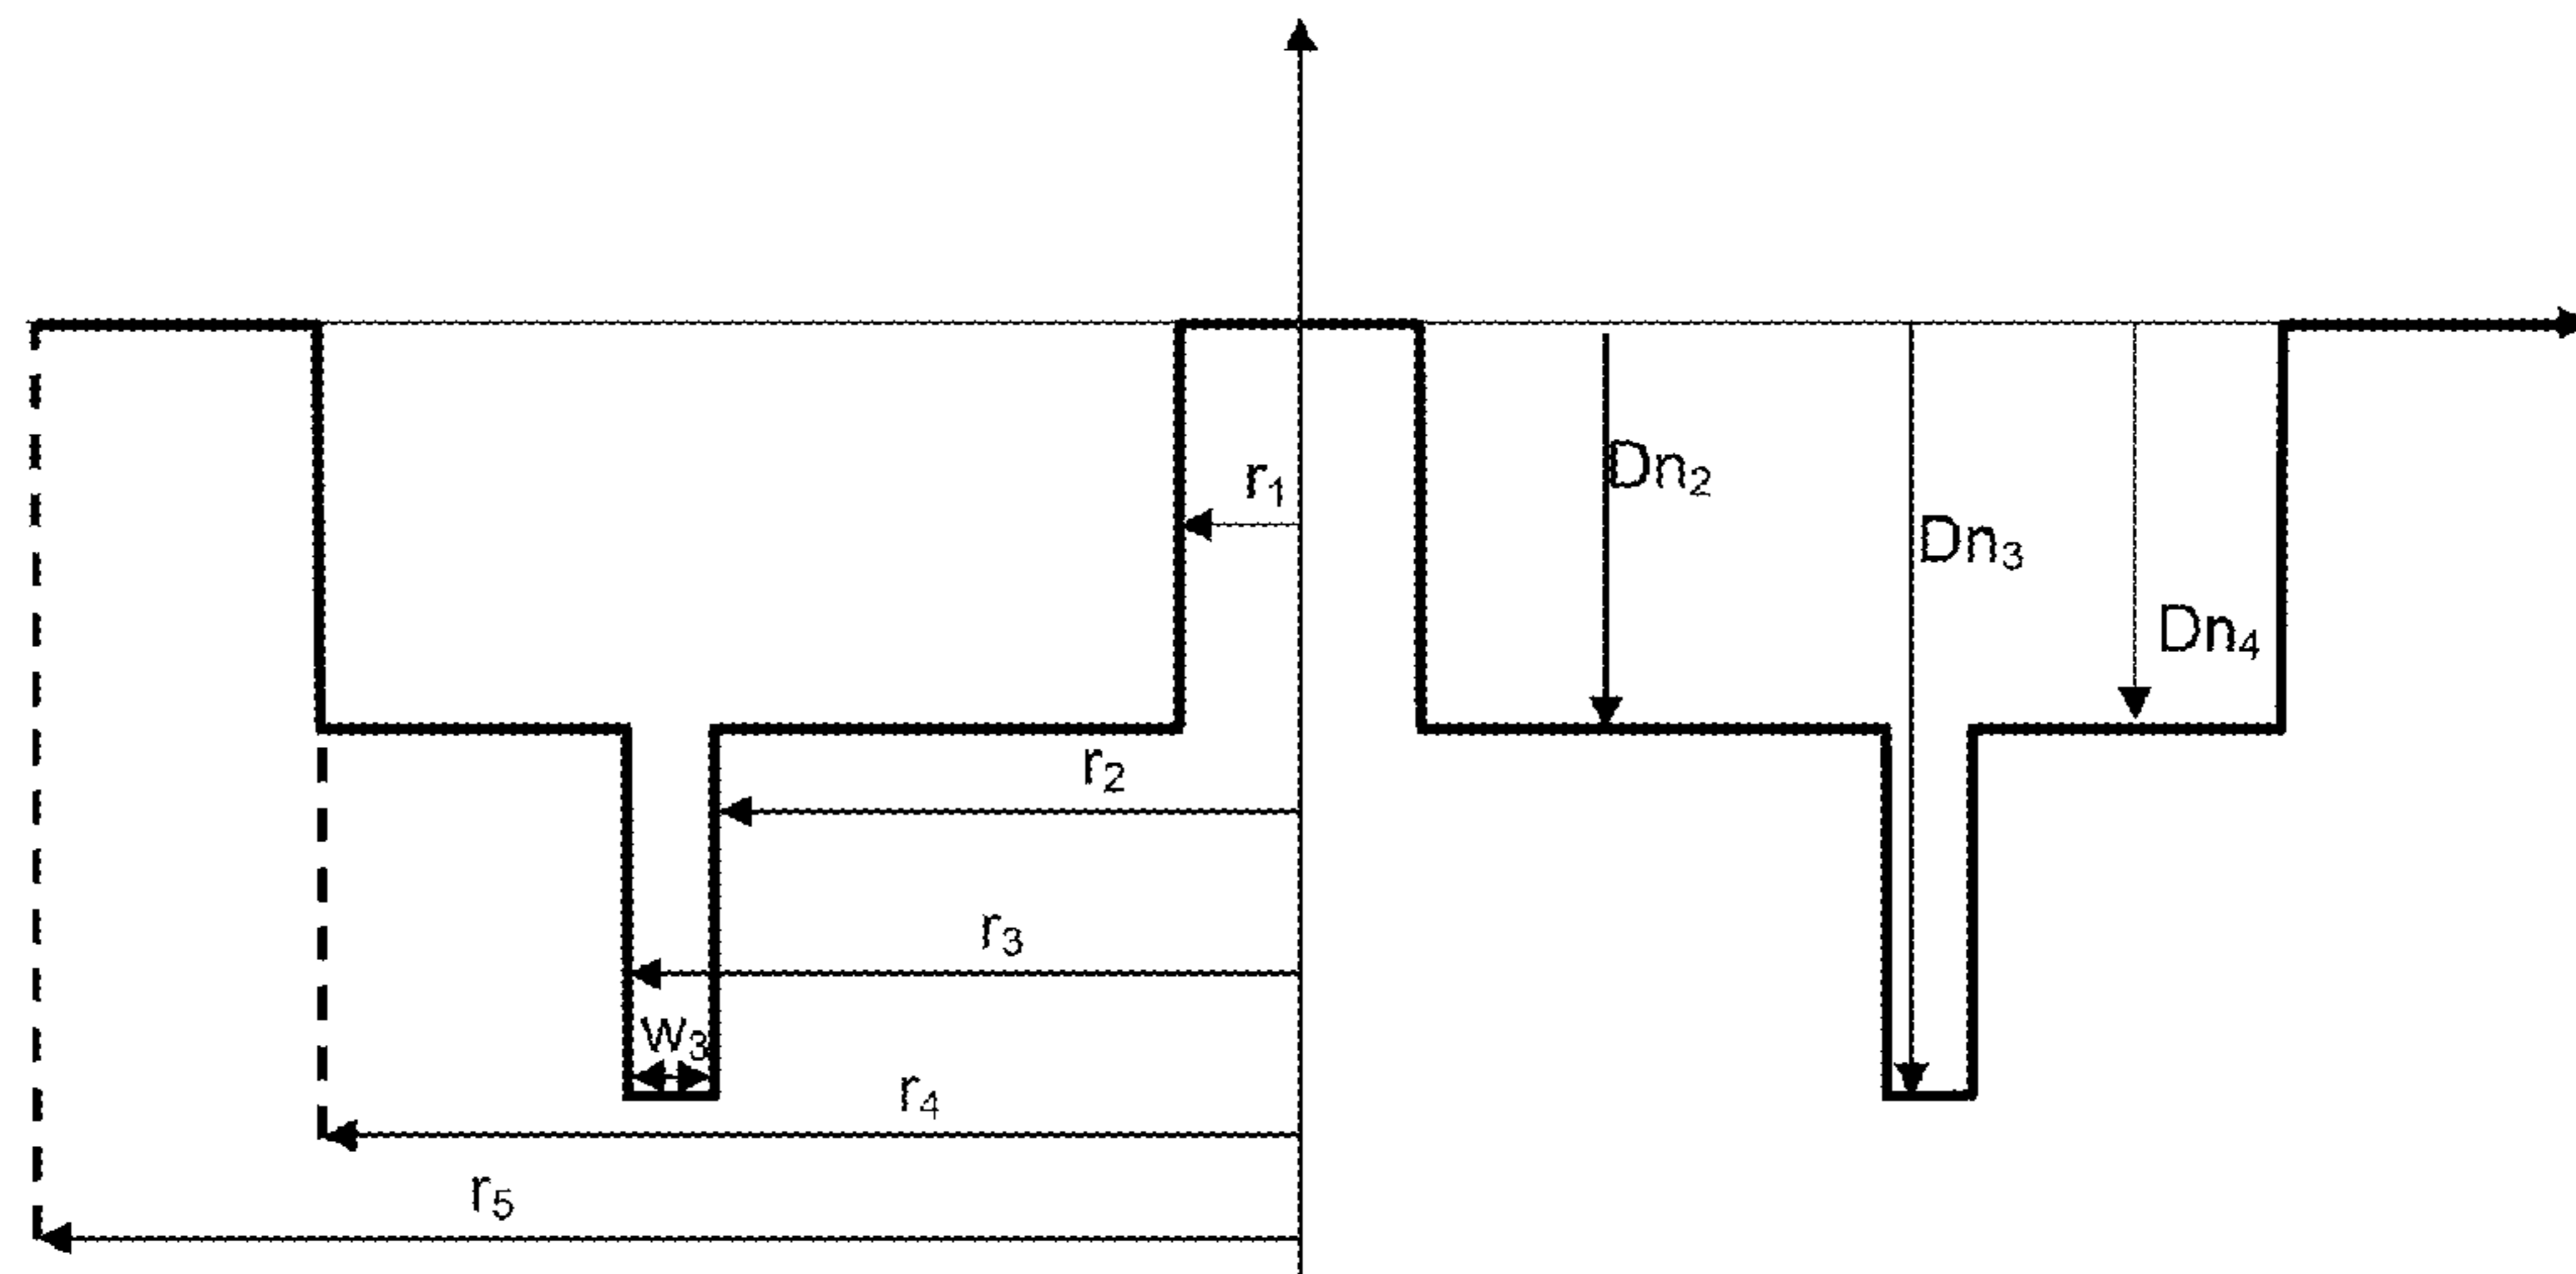 r₁
Dn₂
Dn₃
Dn₄
r₂
r₃
w₃
r₄
r₅